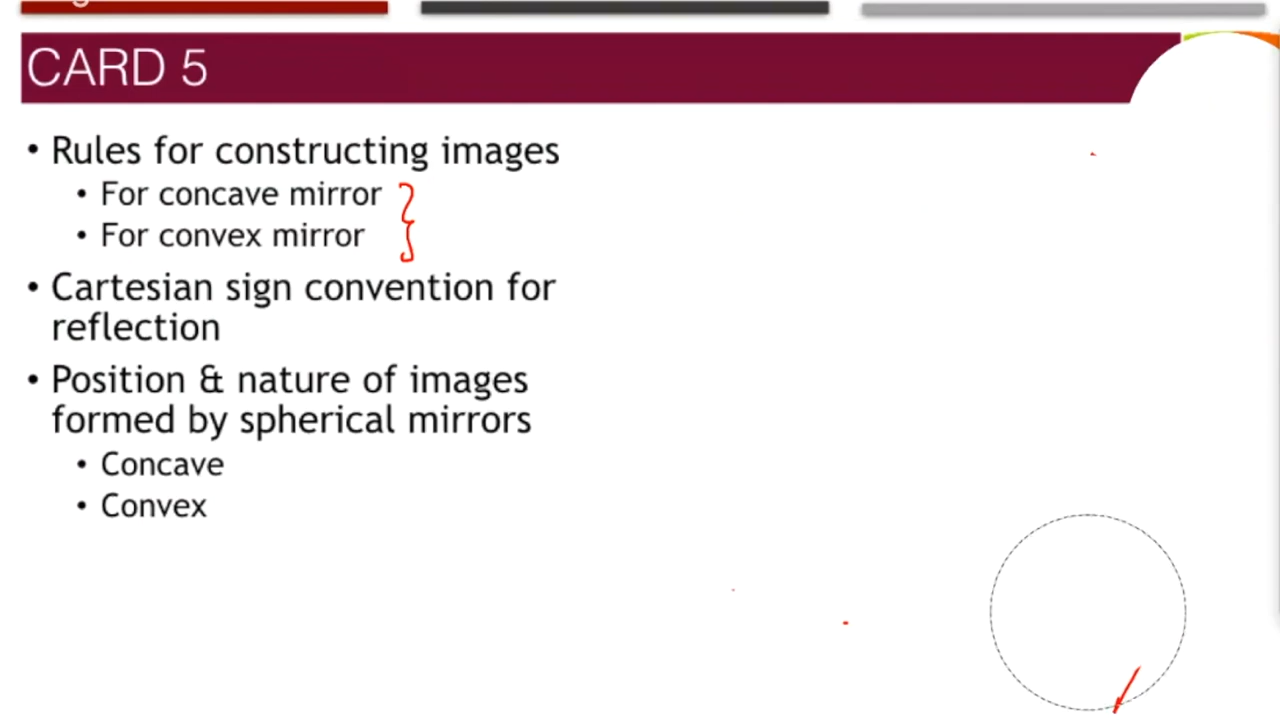 CARD 5
• Rules for constructing images
• For concave mirror
• For convex mirror
• Cartesian sign convention for
reflection
• Position & nature of images
formed by spherical mirrors
• Concave
• Convex